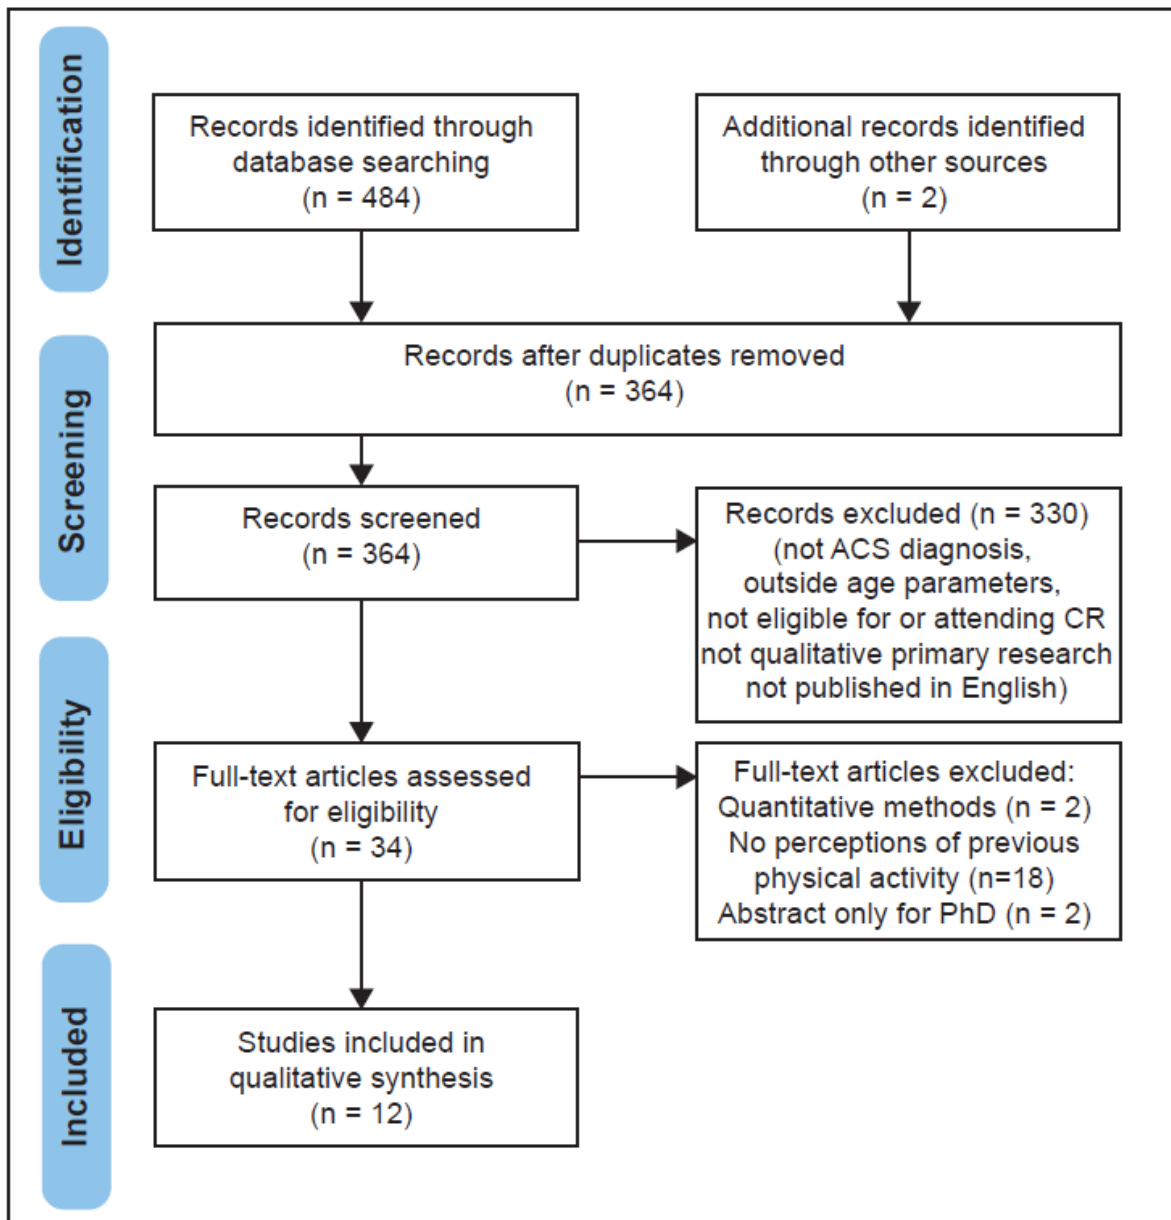 Identification
Records identified through
database searching
(n = 484)
Additional records identified
through other sources
(n = 2)
Screening
Records after duplicates removed
(n = 364)
Records screened
(n = 364)
Records excluded (n = 330)
(not ACS diagnosis,
outside age parameters,
not eligible for or attending CR
not qualitative primary research
not published in English)
Eligibility
Full-text articles assessed
for eligibility
(n = 34)
Full-text articles excluded:
Quantitative methods (n = 2)
No perceptions of previous
physical activity (n=18)
Abstract only for PhD (n = 2)
Included
Studies included in
qualitative synthesis
(n = 12)